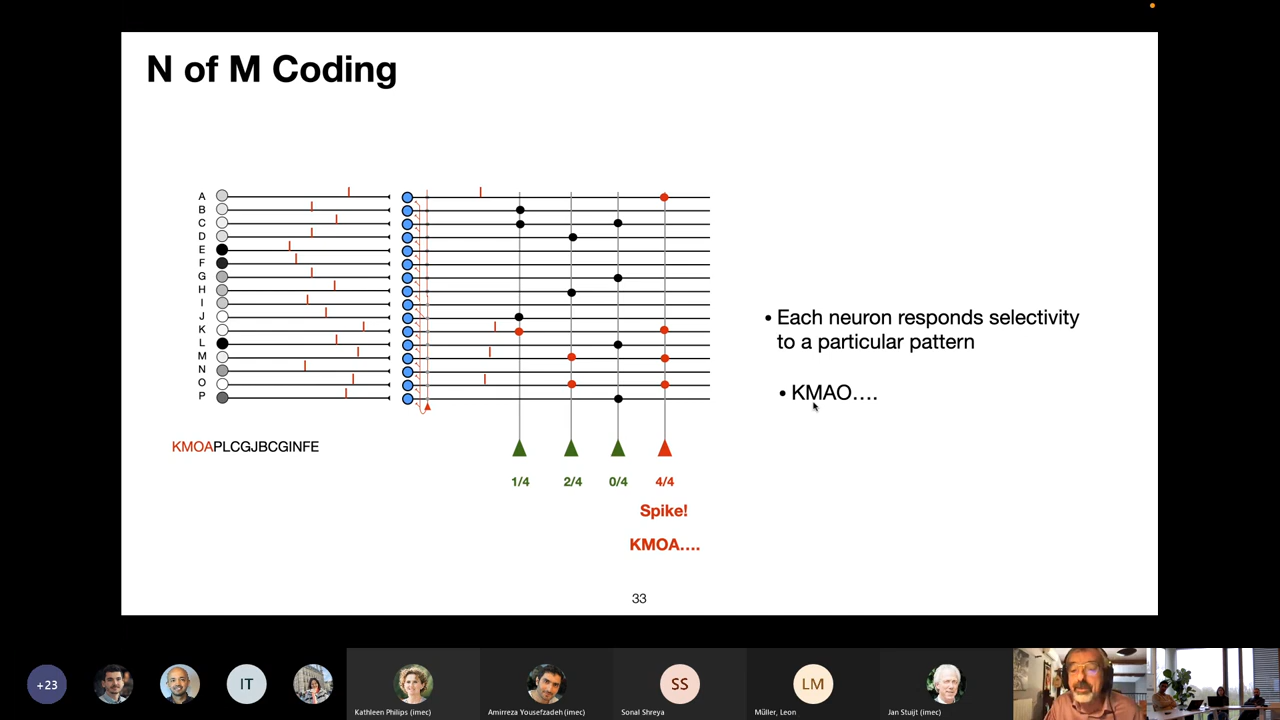 N of M Coding
A
B
C
D
E
F
G
H
I
J
K
L
M
N
O
P
KMOAPLCGJBCGINFE
1/4 2/4 0/4 4/4
Spike!
KMOA....
• Each neuron responds selectivity
to a particular pattern
• KMAO....
33
+23
IT
SS
LM
Kathleen Philips (imec)
Amirreza Yousefzadeh (imec)
Sonal Shreya
Müller, Leon
Jan Stuijt (imec)